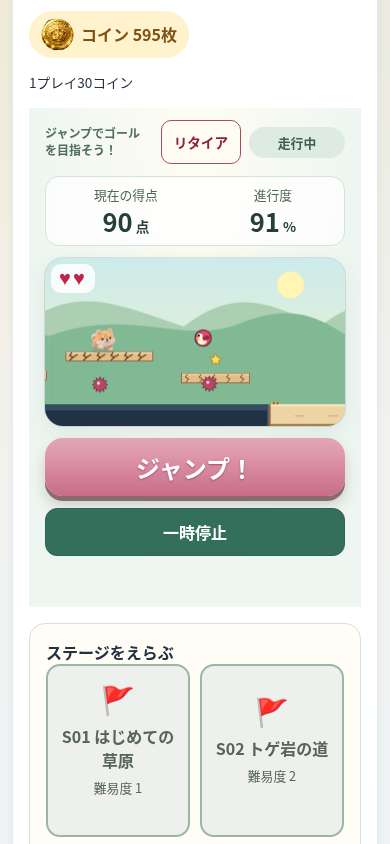 コイン 595枚
1プレイ30コイン
ジャンプでゴール
を目指そう！
リタイア
走行中
現在の得点
進行度
90 点
91 %
ジャンプ！
一時停止
ステージをえらぶ
S01 はじめての
草原
難易度 1
S02 トゲ岩の道
難易度 2